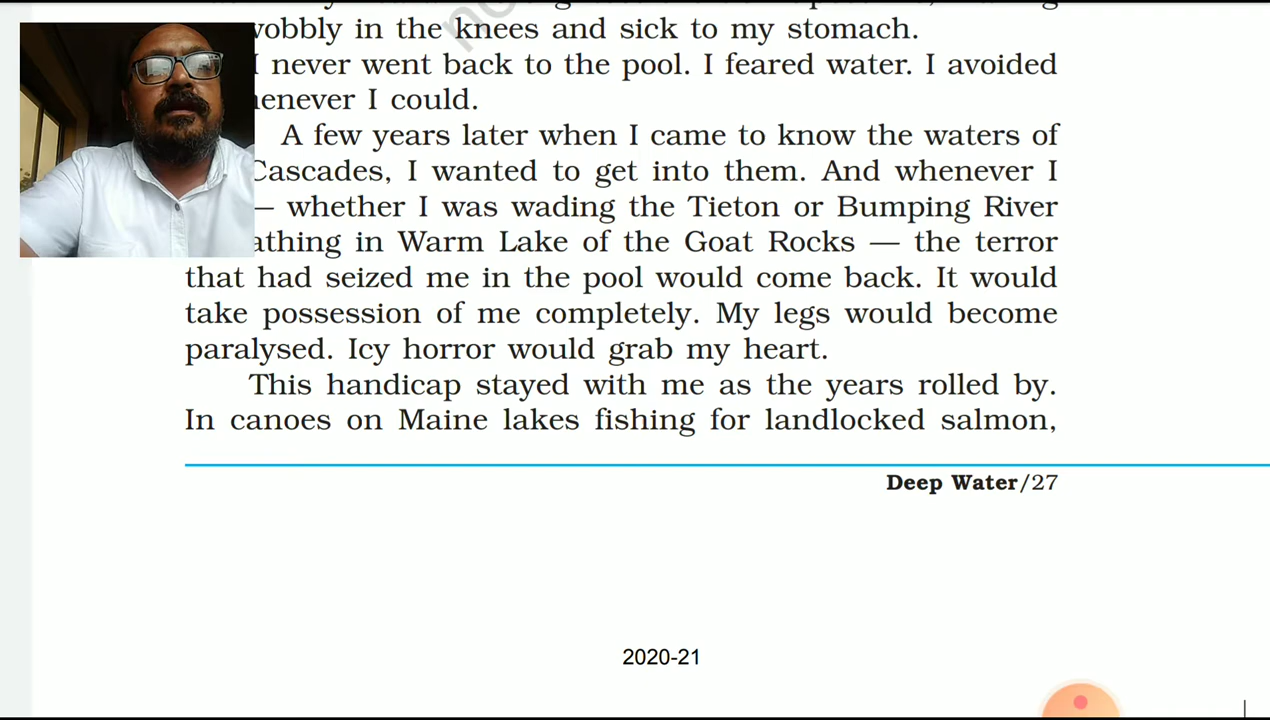 wobbly in the knees and sick to my stomach.
I never went back to the pool. I feared water. I avoided
I could.
A few years later when I came to know the waters of
Cascades, I wanted to get into them. And whenever I
— whether I was wading the Tieton or Bumping River
in Warm Lake of the Goat Rocks — the terror
that had seized me in the pool would come back. It would
take possession of me completely. My legs would become
paralysed. Icy horror would grab my heart.
This handicap stayed with me as the years rolled by.
In canoes on Maine lakes fishing for landlocked salmon,
Deep Water/27
2020-21